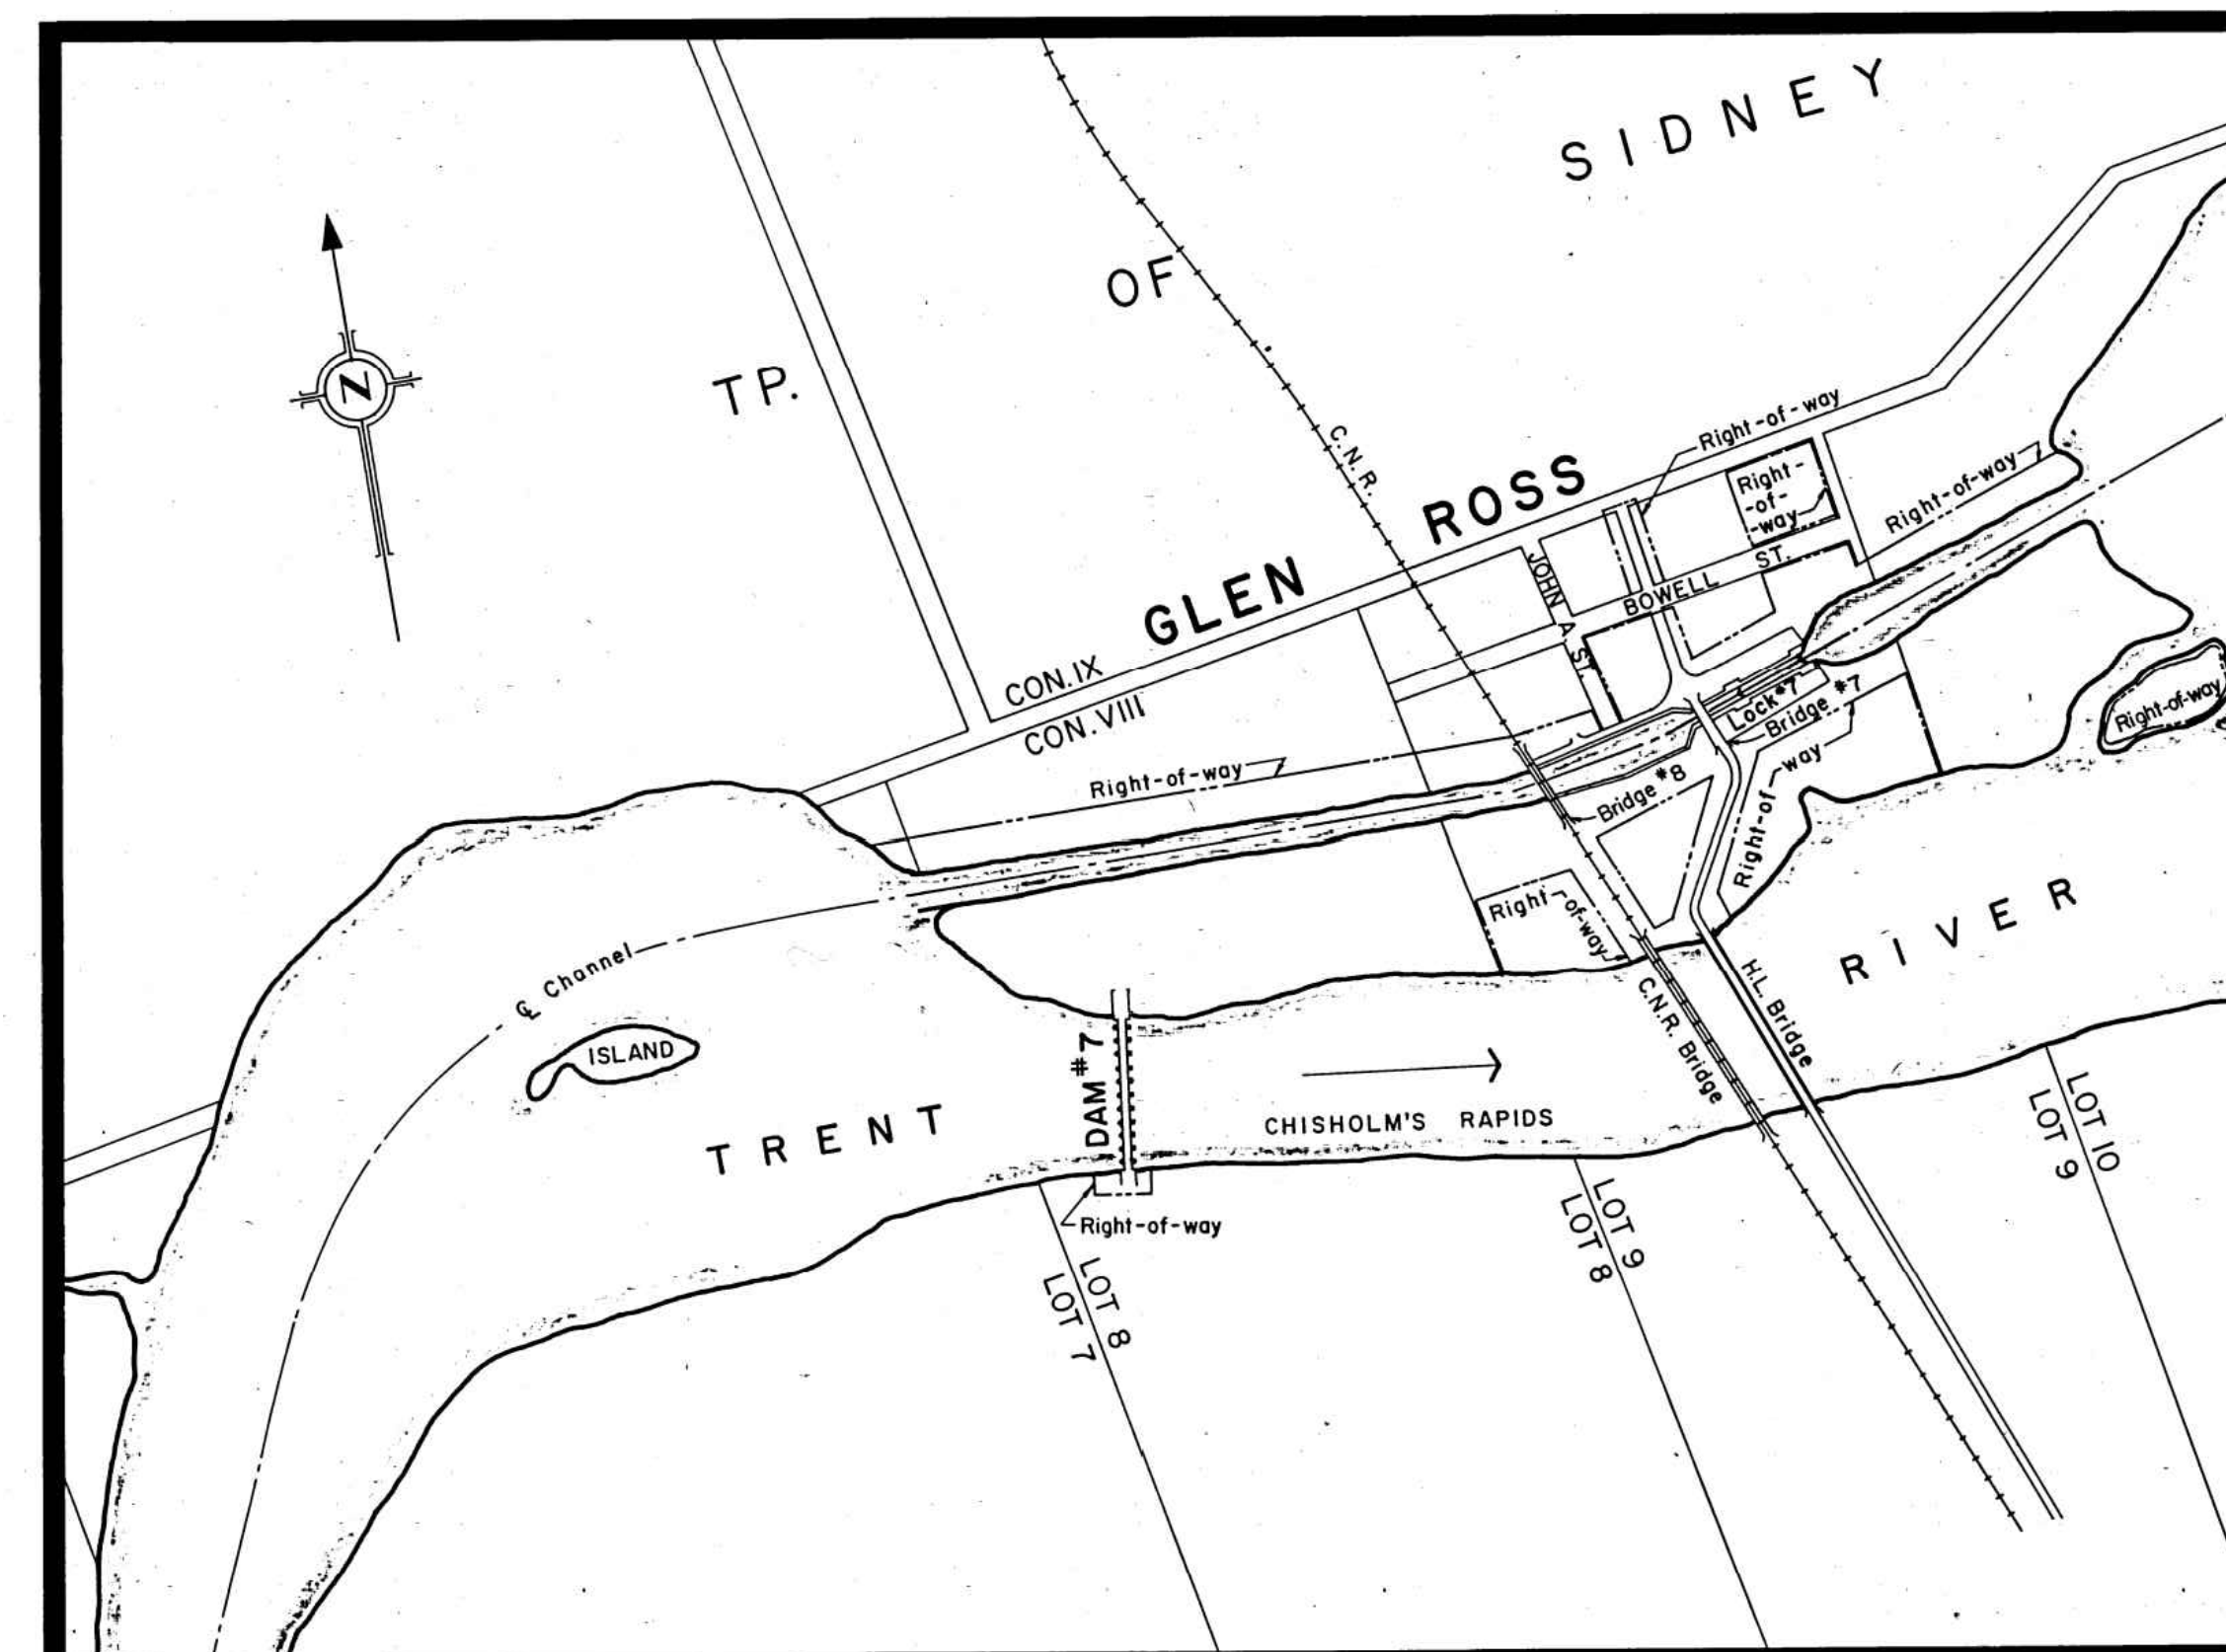 SIDNEY
OF
TP.
N
C.N.R.
GLEN ROSS
Right-of-way
Right-
-of-
-way
Right-of-way
JOHN A. ST.
BOWELL ST.
CON. IX
CON. VIII
Right-of-way
Lock #7
Bridge #7
Right-of-way
Bridge #8
Right-of-way
Right-of-way
℄ Channel
ISLAND
TRENT
RIVER
DAM #7
CHISHOLM'S RAPIDS
C.N.R. Bridge
H.L. Bridge
Right-of-way
LOT 8
LOT 7
LOT 9
LOT 8
LOT 10
LOT 9